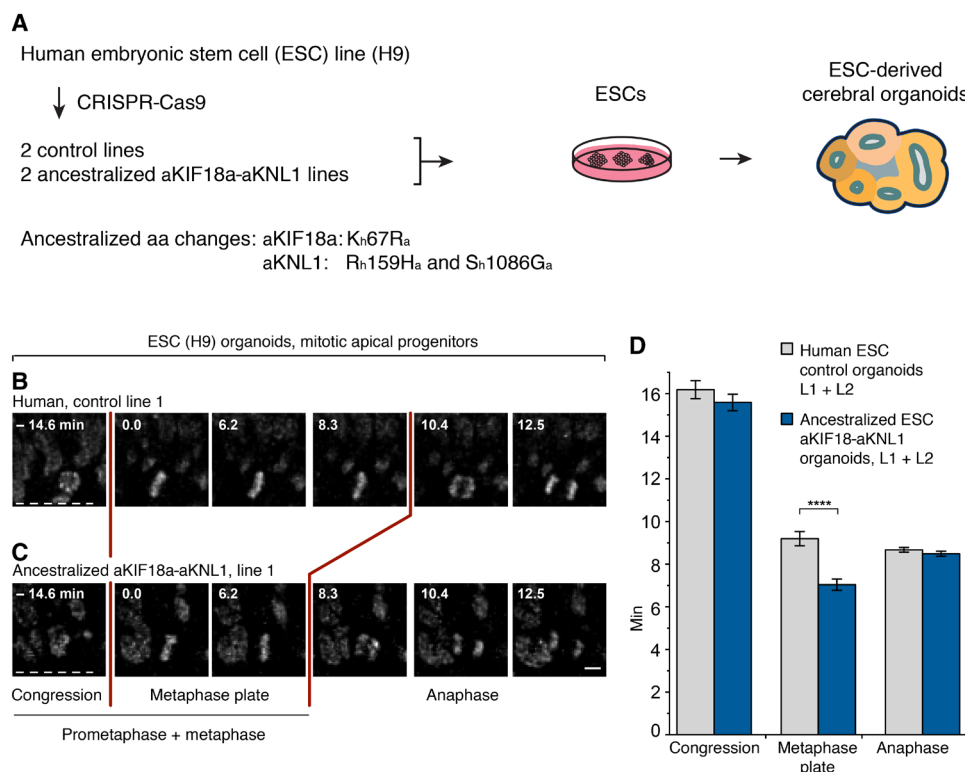 A
Human embryonic stem cell (ESC) line (H9)
CRISPR-Cas9
2 control lines
2 ancestralized aKIF18a-aKNL1 lines
ESCs
ESC-derived
cerebral organoids
Ancestralized aa changes: aKIF18a: Kh67Ra
aKNL1: Rh159Ha and Sh1086Ga
ESC (H9) organoids, mitotic apical progenitors
B
Human, control line 1
– 14.6 min
0.0
6.2
8.3
10.4
12.5
C
Ancestralized aKIF18a-aKNL1, line 1
– 14.6 min
0.0
6.2
8.3
10.4
12.5
Congression
Metaphase plate
Anaphase
Prometaphase + metaphase
D
Human ESC
control organoids
L1 + L2
Ancestralized ESC
aKIF18-aKNL1
organoids, L1 + L2
Min
16
14
12
10
8
6
4
2
0
****
Congression
Metaphase
plate
Anaphase